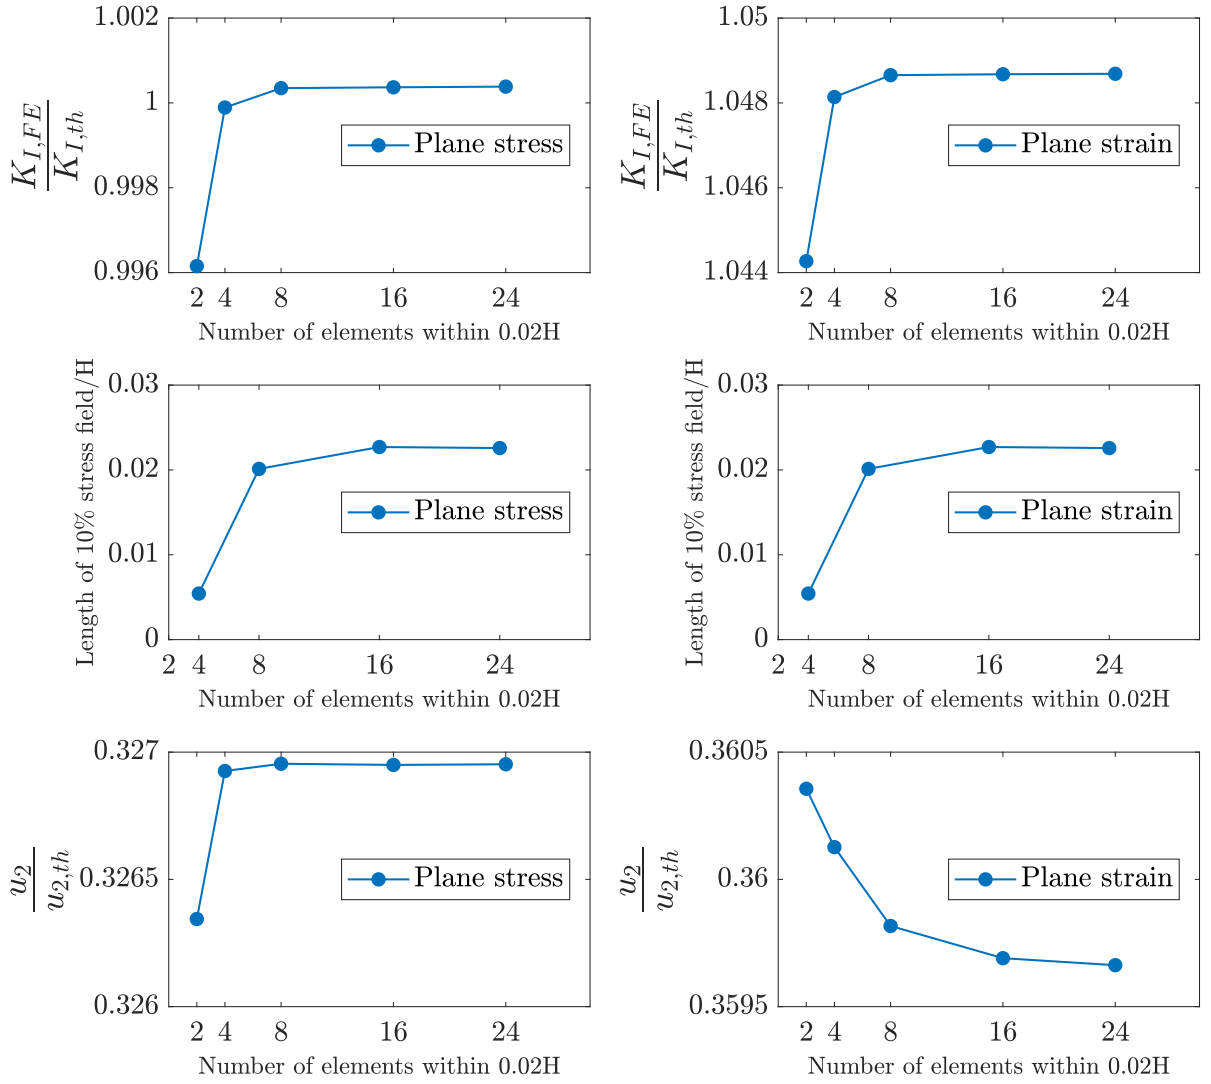 1.002
1
0.998
0.996
K_{I,FE}
K_{I,th}
Plane stress
2 4 8 16 24
Number of elements within 0.02H
1.05
1.048
1.046
1.044
K_{I,FE}
K_{I,th}
Plane strain
2 4 8 16 24
Number of elements within 0.02H
0.03
0.02
0.01
0
Length of 10% stress field/H
Plane stress
2 4 8 16 24
Number of elements within 0.02H
0.03
0.02
0.01
0
Length of 10% stress field/H
Plane strain
2 4 8 16 24
Number of elements within 0.02H
0.327
0.3265
0.326
u_2
u_{2,th}
Plane stress
2 4 8 16 24
Number of elements within 0.02H
0.3605
0.36
0.3595
u_2
u_{2,th}
Plane strain
2 4 8 16 24
Number of elements within 0.02H